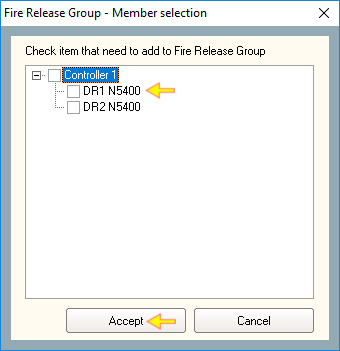 Fire Release Group - Member selection
Check item that need to add to Fire Release Group
Controller 1
DR1 N5400
DR2 N5400
Accept
Cancel